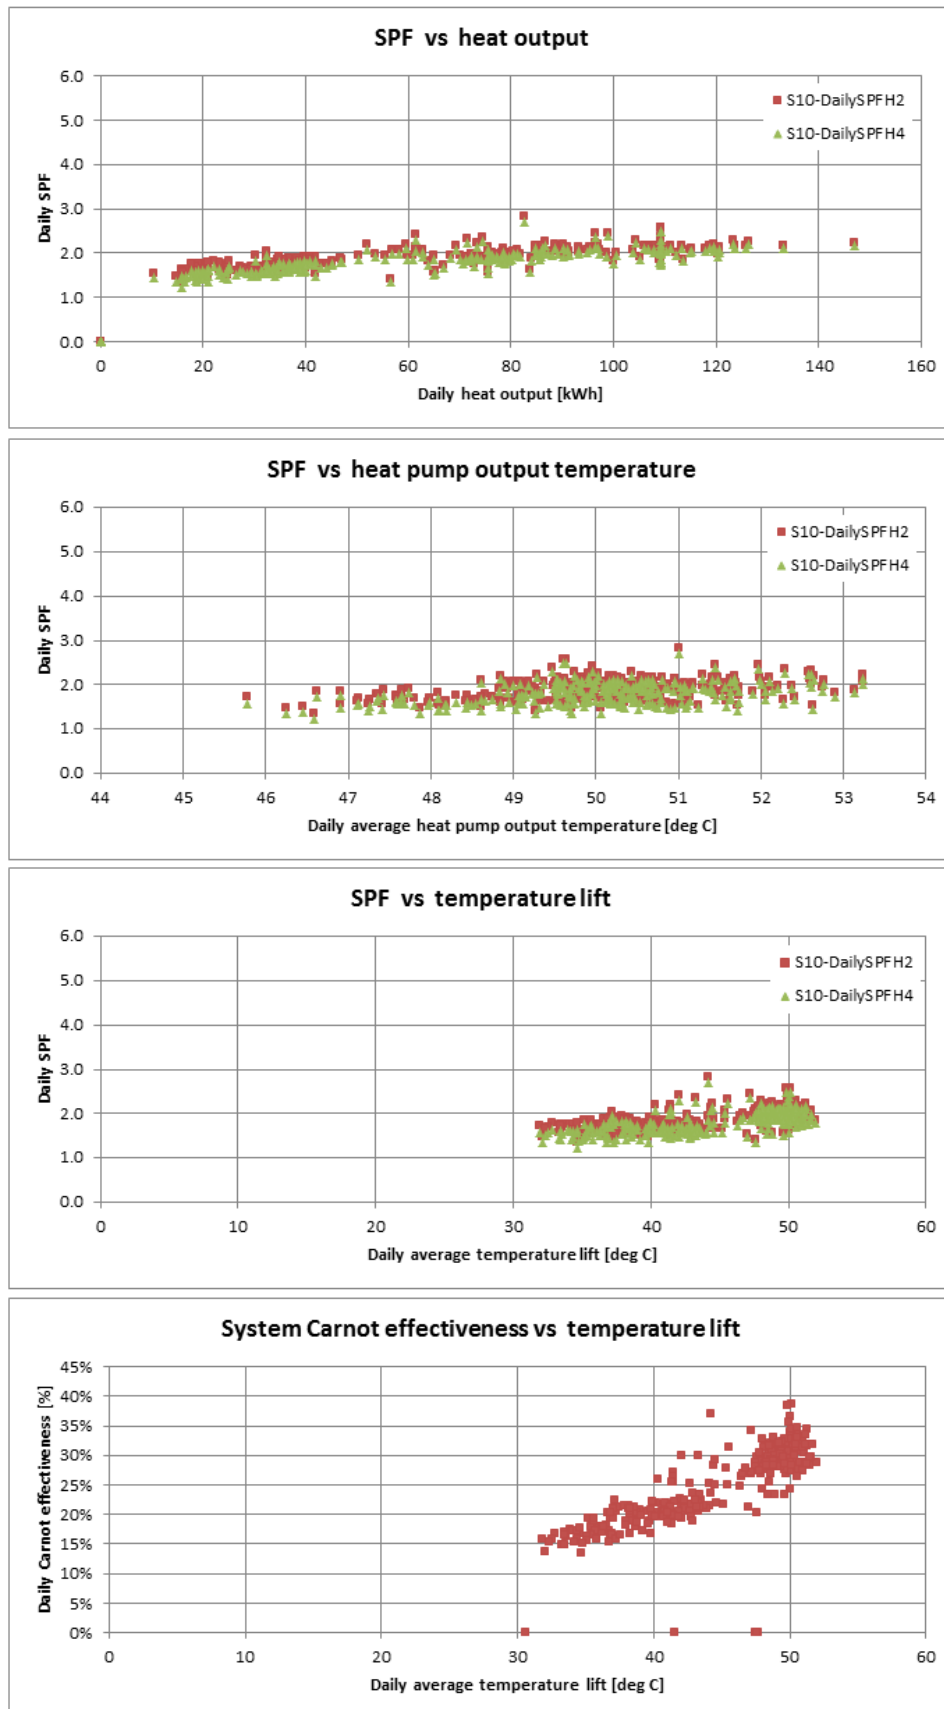 SPF vs heat output
6.0
5.0
4.0
3.0
2.0
1.0
0.0
Daily SPF
S10-DailySPFH2
S10-DailySPFH4
0 20 40 60 80 100 120 140 160
Daily heat output [kWh]
SPF vs heat pump output temperature
6.0
5.0
4.0
3.0
2.0
1.0
0.0
Daily SPF
S10-DailySPFH2
S10-DailySPFH4
44 45 46 47 48 49 50 51 52 53 54
Daily average heat pump output temperature [deg C]
SPF vs temperature lift
6.0
5.0
4.0
3.0
2.0
1.0
0.0
Daily SPF
S10-DailySPFH2
S10-DailySPFH4
0 10 20 30 40 50 60
Daily average temperature lift [deg C]
System Carnot effectiveness vs temperature lift
45%
40%
35%
30%
25%
20%
15%
10%
5%
0%
Daily Carnot effectiveness [%]
0 10 20 30 40 50 60
Daily average temperature lift [deg C]